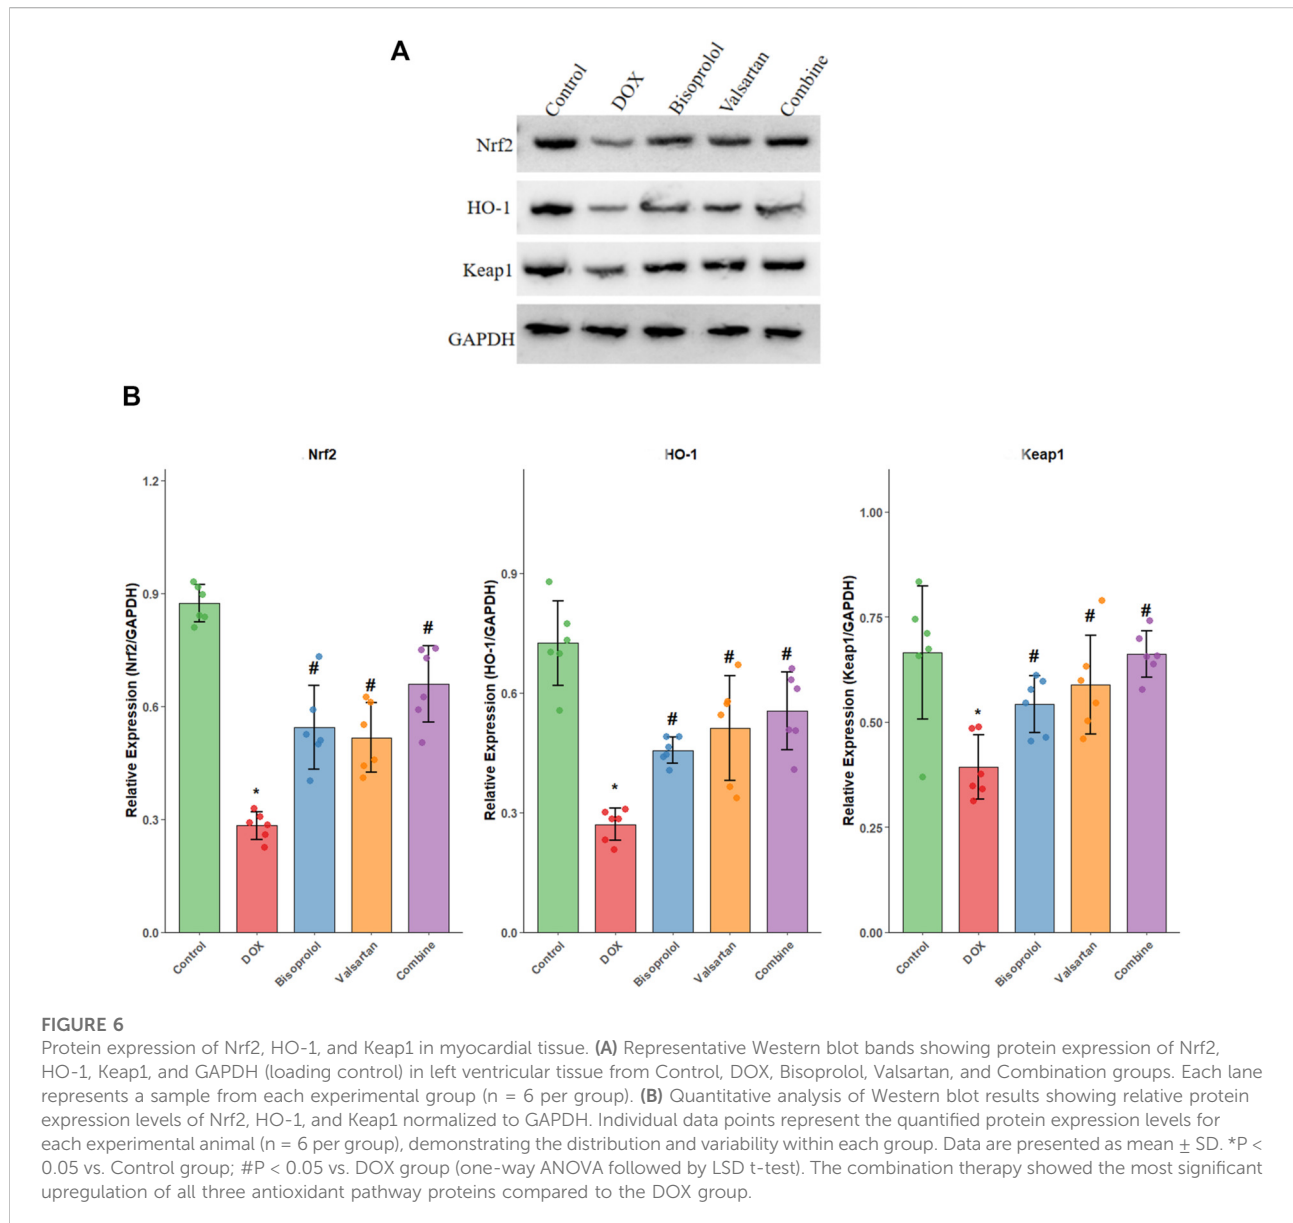 A
Control
DOX
Bisoprolol
Valsartan
Combine
Nrf2
HO-1
Keap1
GAPDH
B
Nrf2
Relative Expression (Nrf2/GAPDH)
1.2
0.9
0.6
0.3
0.0
*
#
#
#
Control
DOX
Bisoprolol
Valsartan
Combine
HO-1
Relative Expression (HO-1/GAPDH)
0.9
0.6
0.3
0.0
*
#
#
#
Control
DOX
Bisoprolol
Valsartan
Combine
Keap1
Relative Expression (Keap1/GAPDH)
1.00
0.75
0.50
0.25
0.00
*
#
#
#
Control
DOX
Bisoprolol
Valsartan
Combine
FIGURE 6
Protein expression of Nrf2, HO-1, and Keap1 in myocardial tissue. (A) Representative Western blot bands showing protein expression of Nrf2,
HO-1, Keap1, and GAPDH (loading control) in left ventricular tissue from Control, DOX, Bisoprolol, Valsartan, and Combination groups. Each lane
represents a sample from each experimental group (n = 6 per group). (B) Quantitative analysis of Western blot results showing relative protein
expression levels of Nrf2, HO-1, and Keap1 normalized to GAPDH. Individual data points represent the quantified protein expression levels for
each experimental animal (n = 6 per group), demonstrating the distribution and variability within each group. Data are presented as mean ± SD. *P <
0.05 vs. Control group; #P < 0.05 vs. DOX group (one-way ANOVA followed by LSD t-test). The combination therapy showed the most significant
upregulation of all three antioxidant pathway proteins compared to the DOX group.